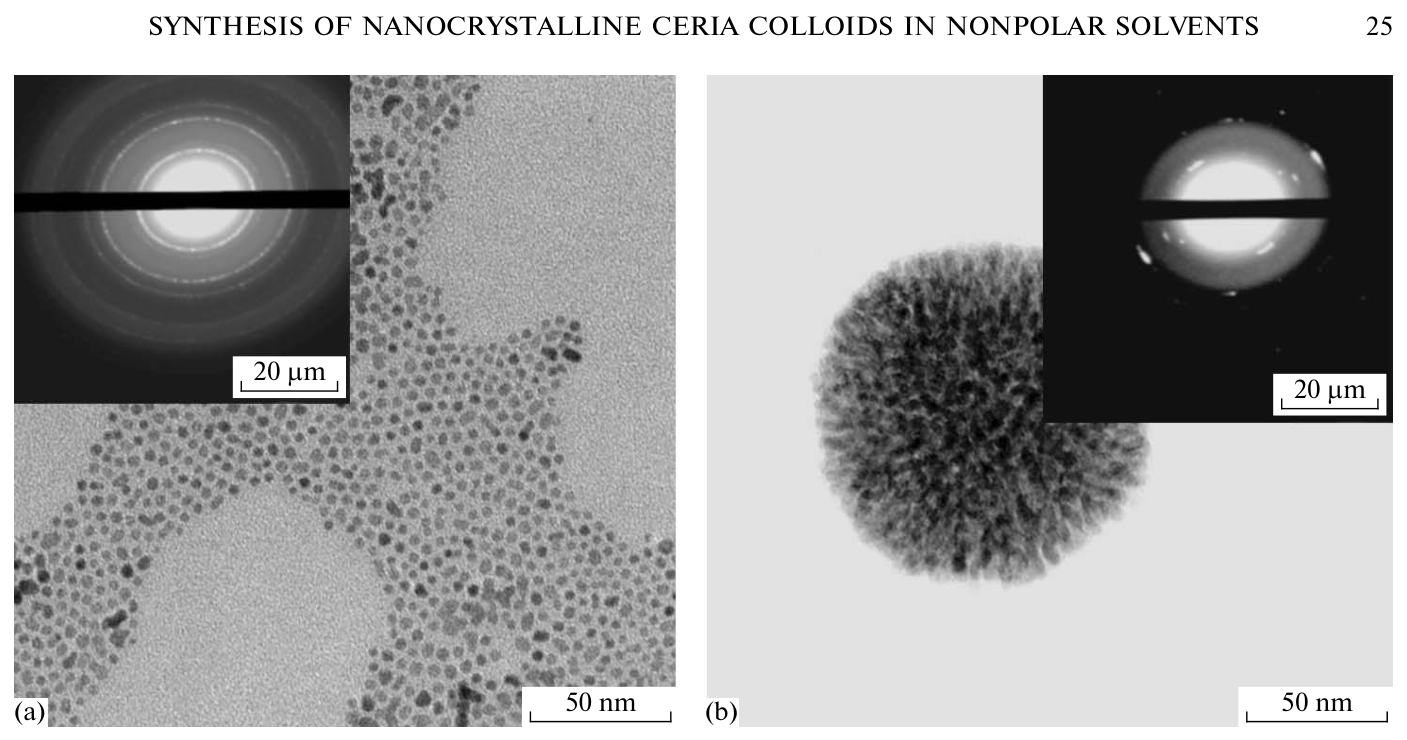 SYNTHESIS OF NANOCRYSTALLINE CERIA COLLOIDS IN NONPOLAR SOLVENTS 25
20 μm
20 μm
(a)
50 nm
(b)
50 nm